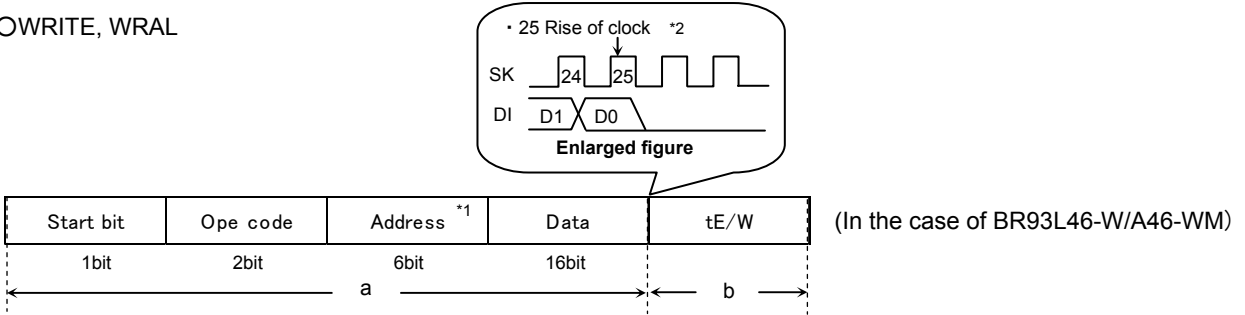 ○WRITE, WRAL
・25 Rise of clock *2
SK 24 25
DI D1 D0
Enlarged figure
Start bit Ope code Address *1 Data tE/W (In the case of BR93L46-W/A46-WM)
1bit 2bit 6bit 16bit
a b